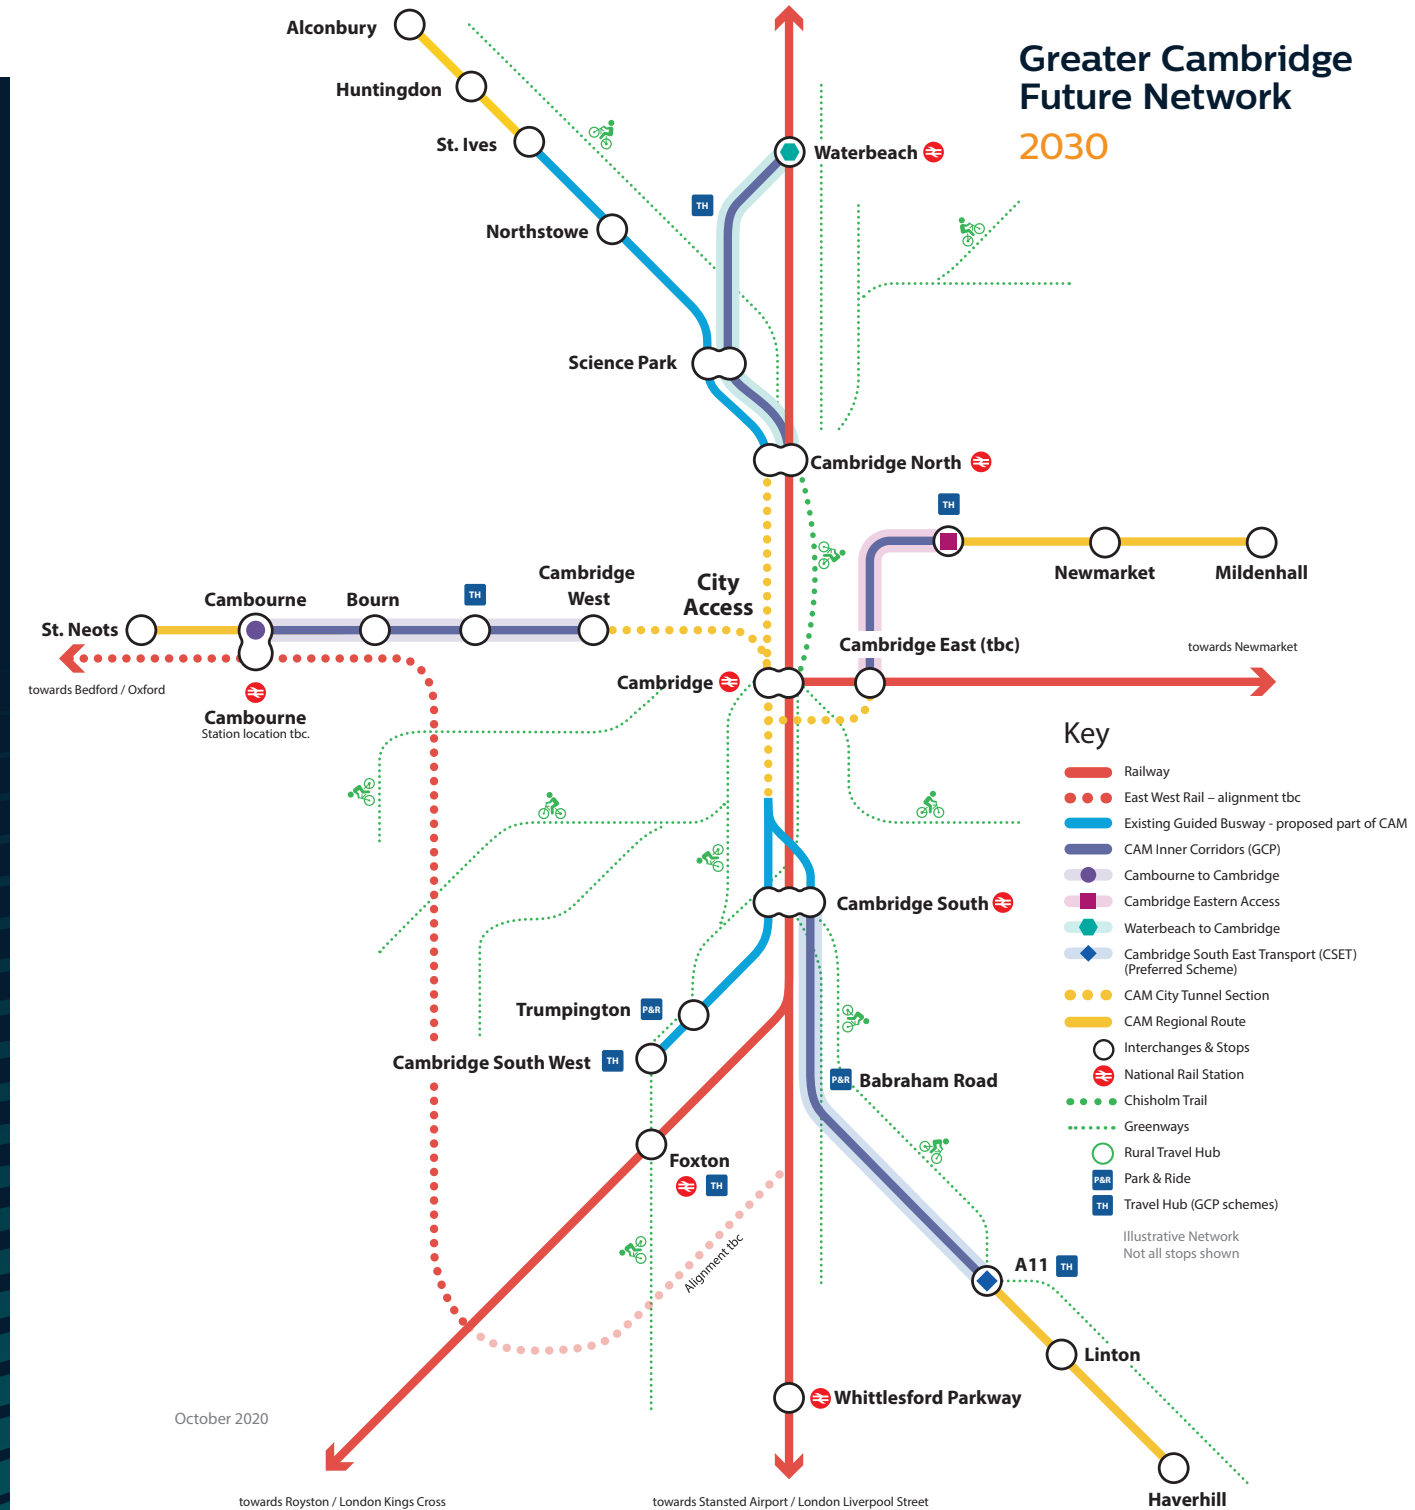 Greater Cambridge
Future Network
2030
Alconbury
Huntingdon
St. Ives
Northstowe
Waterbeach
TH
Science Park
Cambridge North
TH
Newmarket
Mildenhall
City
Access
Cambridge
West
TH
Bourn
Cambourne
St. Neots
towards Bedford / Oxford
Cambourne
Station location tbc.
Cambridge
Cambridge East (tbc)
towards Newmarket
Cambridge South
Trumpington
P&R
Cambridge South West
TH
P&R
Babraham Road
Foxton
TH
Alignment tbc
A11
TH
Linton
Whittlesford Parkway
Haverhill
Key
Railway
East West Rail – alignment tbc
Existing Guided Busway - proposed part of CAM
CAM Inner Corridors (GCP)
Cambourne to Cambridge
Cambridge Eastern Access
Waterbeach to Cambridge
Cambridge South East Transport (CSET)
(Preferred Scheme)
CAM City Tunnel Section
CAM Regional Route
Interchanges & Stops
National Rail Station
Chisholm Trail
Greenways
Rural Travel Hub
P&R
Park & Ride
TH
Travel Hub (GCP schemes)
Illustrative Network
Not all stops shown
October 2020
towards Royston / London Kings Cross
towards Stansted Airport / London Liverpool Street